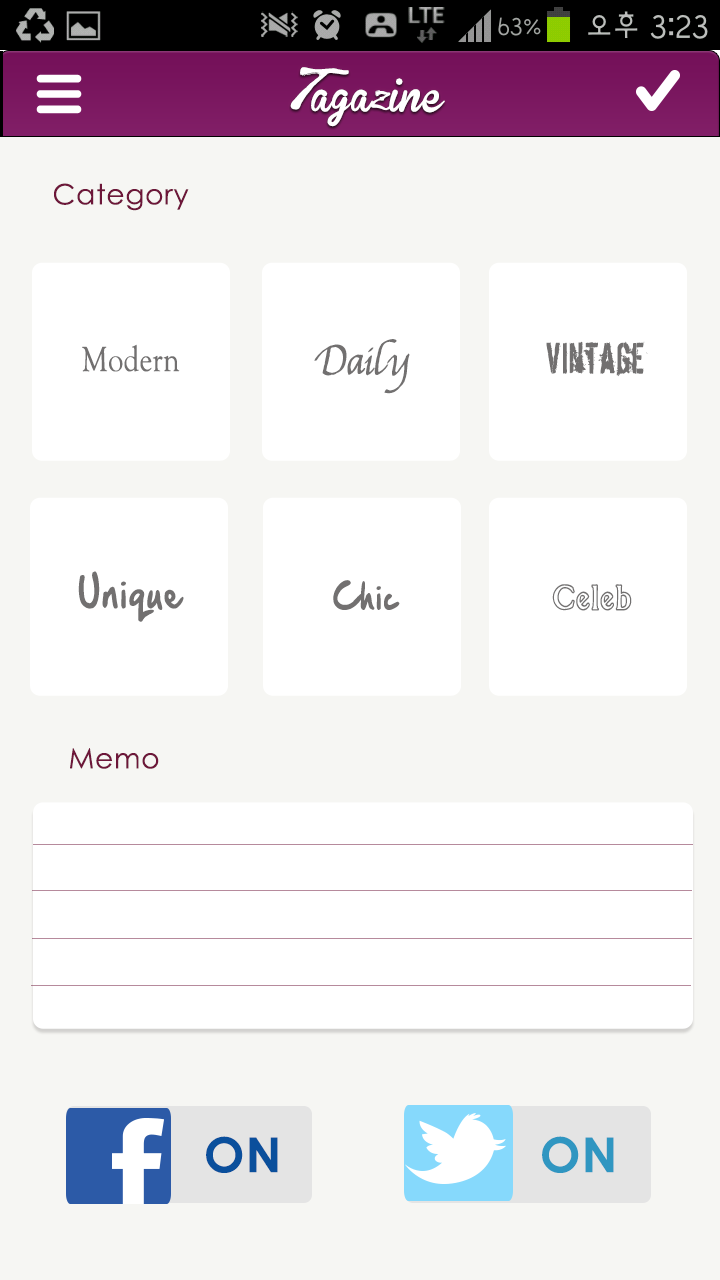 LTE
63% 오후 3:23
Tagazine
Category
Modern Daily VINTAGE
Unique Chic Celeb
Memo
f ON ON